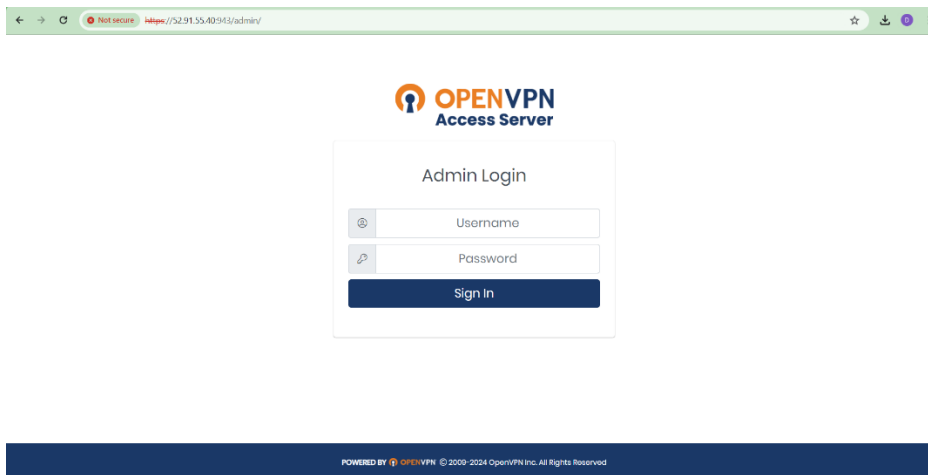 Not secure https://52.91.55.40:943/admin/
D
OPENVPN
Access Server
Admin Login
Username
Password
Sign In
POWERED BY OPENVPN © 2009-2024 OpenVPN Inc. All Rights Reserved